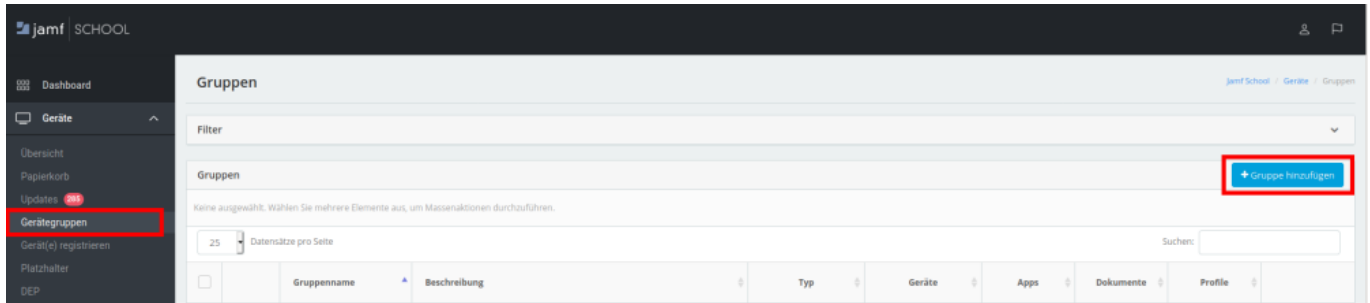 jamf SCHOOL
Dashboard
Geräte
Übersicht
Papierkorb
Updates 205
Gerätegruppen
Gerät(e) registrieren
Platzhalter
DEP
Gruppen
Jamf School / Geräte / Gruppen
Filter
Gruppen
+ Gruppe hinzufügen
Keine ausgewählt. Wählen Sie mehrere Elemente aus, um Massenaktionen durchzuführen.
25 Datensätze pro Seite
Suchen:
Gruppenname Beschreibung Typ Geräte Apps Dokumente Profile